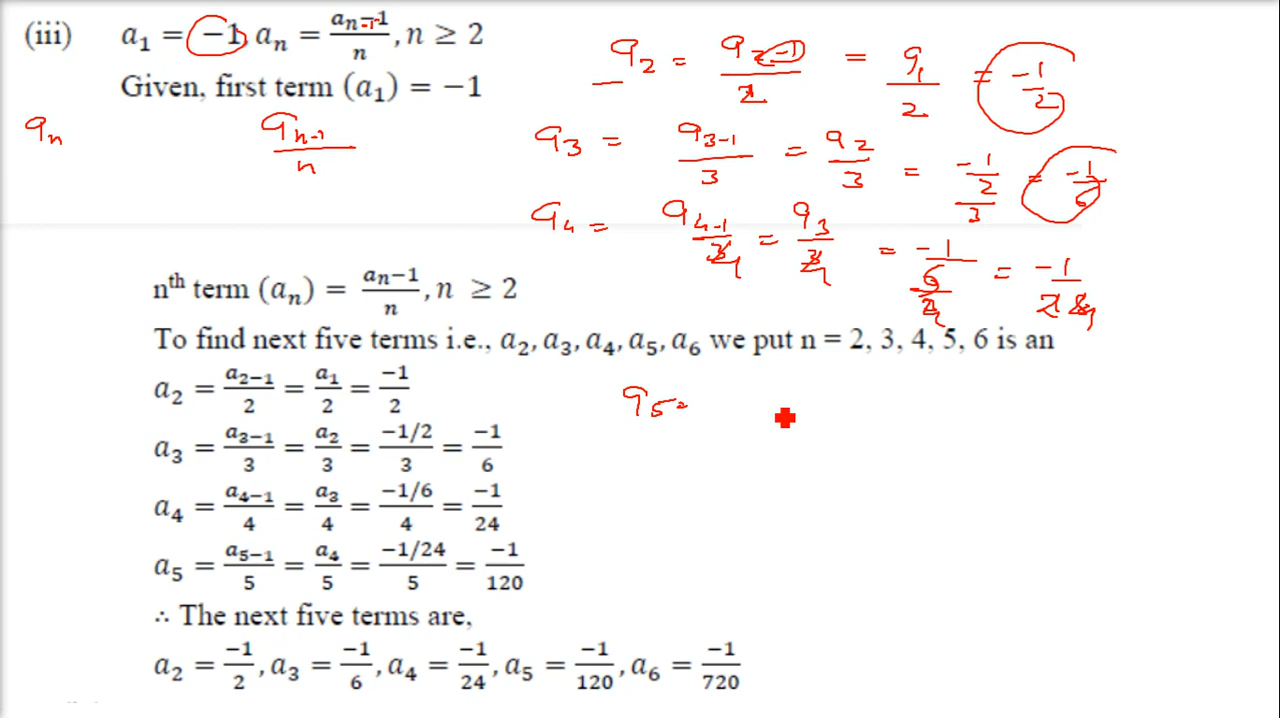 (iii) a₁ = −1, aₙ = aₙ₋₁/n, n ≥ 2
Given, first term (a₁) = −1
aₙ aₙ₋₁/n
a₂ = a₂₋₁/2 = a₁/2 = -1/2
a₃ = a₃₋₁/3 = a₂/3 = (-1/2)/3 = -1/6
a₄ = a₄₋₁/4 = a₃/4 = (-1/6)/4 = -1/24
nᵗʰ term (aₙ) = aₙ₋₁/n, n ≥ 2
To find next five terms i.e., a₂, a₃, a₄, a₅, a₆ we put n = 2, 3, 4, 5, 6 is an
a₅ =
a₂ = a₂₋₁/2 = a₁/2 = −1/2
a₃ = a₃₋₁/3 = a₂/3 = (−1/2)/3 = −1/6
a₄ = a₄₋₁/4 = a₃/4 = (−1/6)/4 = −1/24
a₅ = a₅₋₁/5 = a₄/5 = (−1/24)/5 = −1/120
∴ The next five terms are,
a₂ = −1/2, a₃ = −1/6, a₄ = −1/24, a₅ = −1/120, a₆ = −1/720